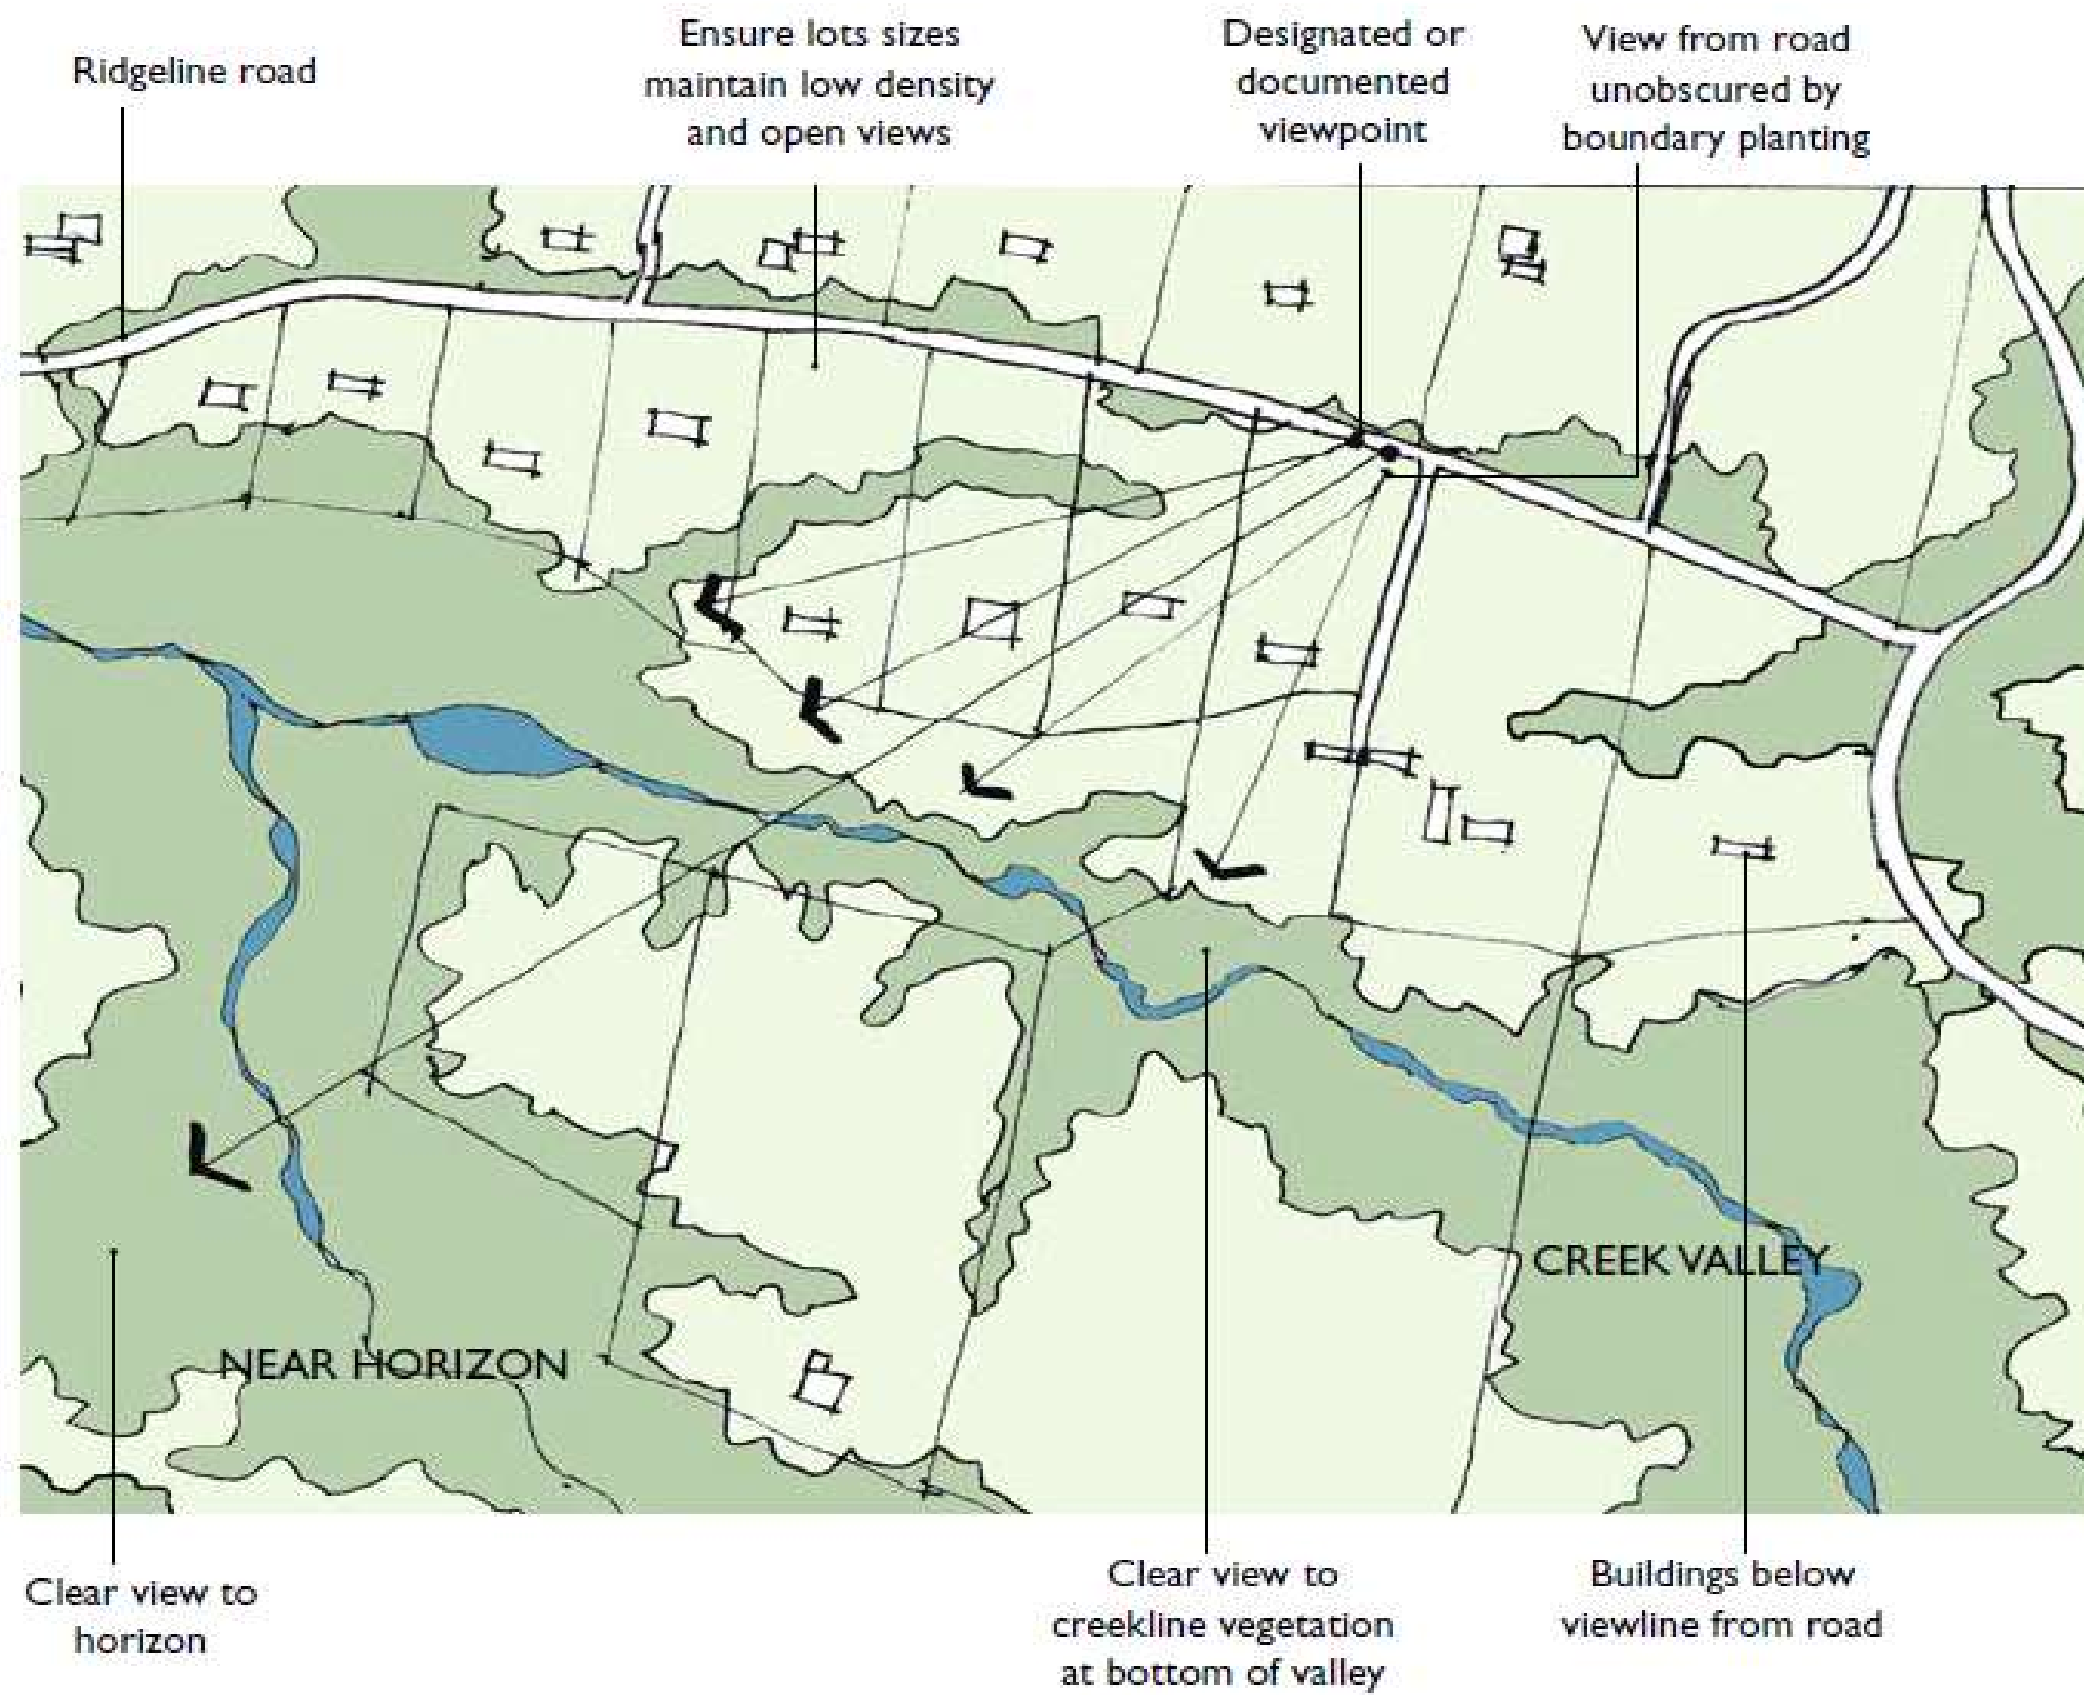 Ridgeline road
Ensure lots sizes
maintain low density
and open views
Designated or
documented
viewpoint
View from road
unobscured by
boundary planting
CREEK VALLEY
NEAR HORIZON
Clear view to
horizon
Clear view to
creekline vegetation
at bottom of valley
Buildings below
viewline from road